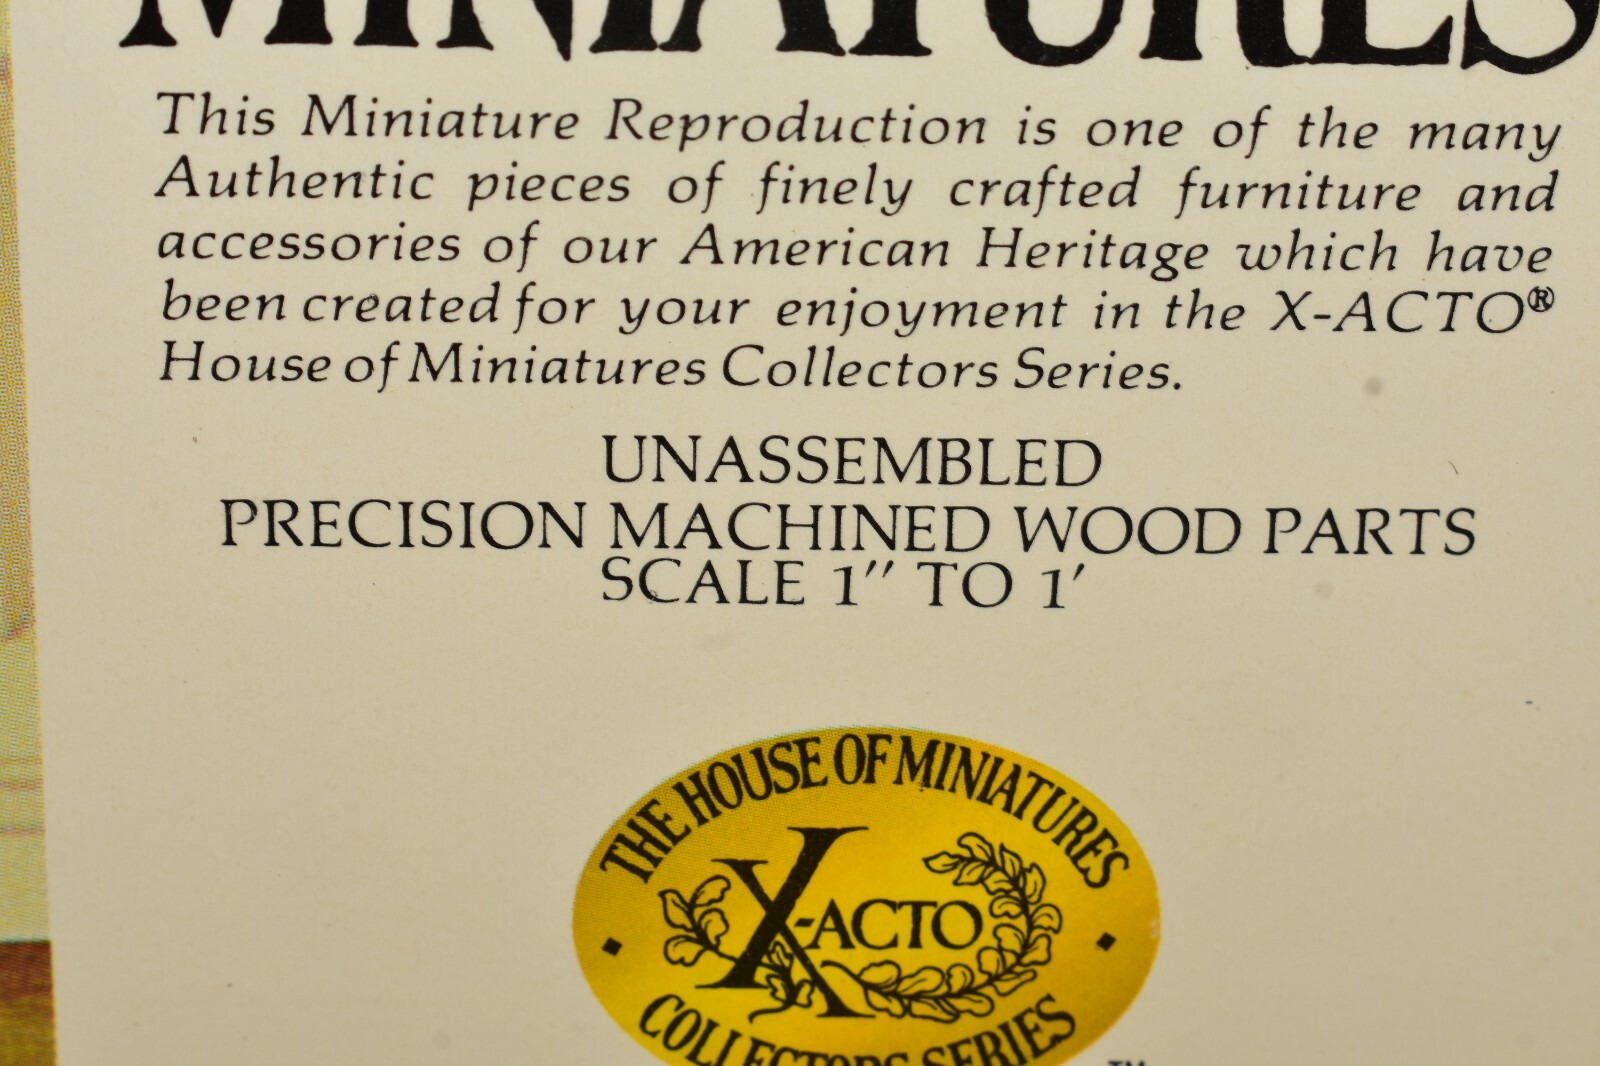 MINIATURES
This Miniature Reproduction is one of the many
Authentic pieces of finely crafted furniture and
accessories of our American Heritage which have
been created for your enjoyment in the X-ACTO®
House of Miniatures Collectors Series.
UNASSEMBLED
PRECISION MACHINED WOOD PARTS
SCALE 1" TO 1'
THE HOUSE OF MINIATURES
X-ACTO
COLLECTORS SERIES
TM